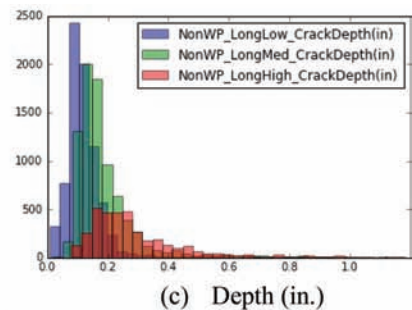 2500
2000
1500
1000
500
0
NonWP_LongLow_CrackDepth(in)
NonWP_LongMed_CrackDepth(in)
NonWP_LongHigh_CrackDepth(in)
0.0 0.2 0.4 0.6 0.8 1.0
(c) Depth (in.)